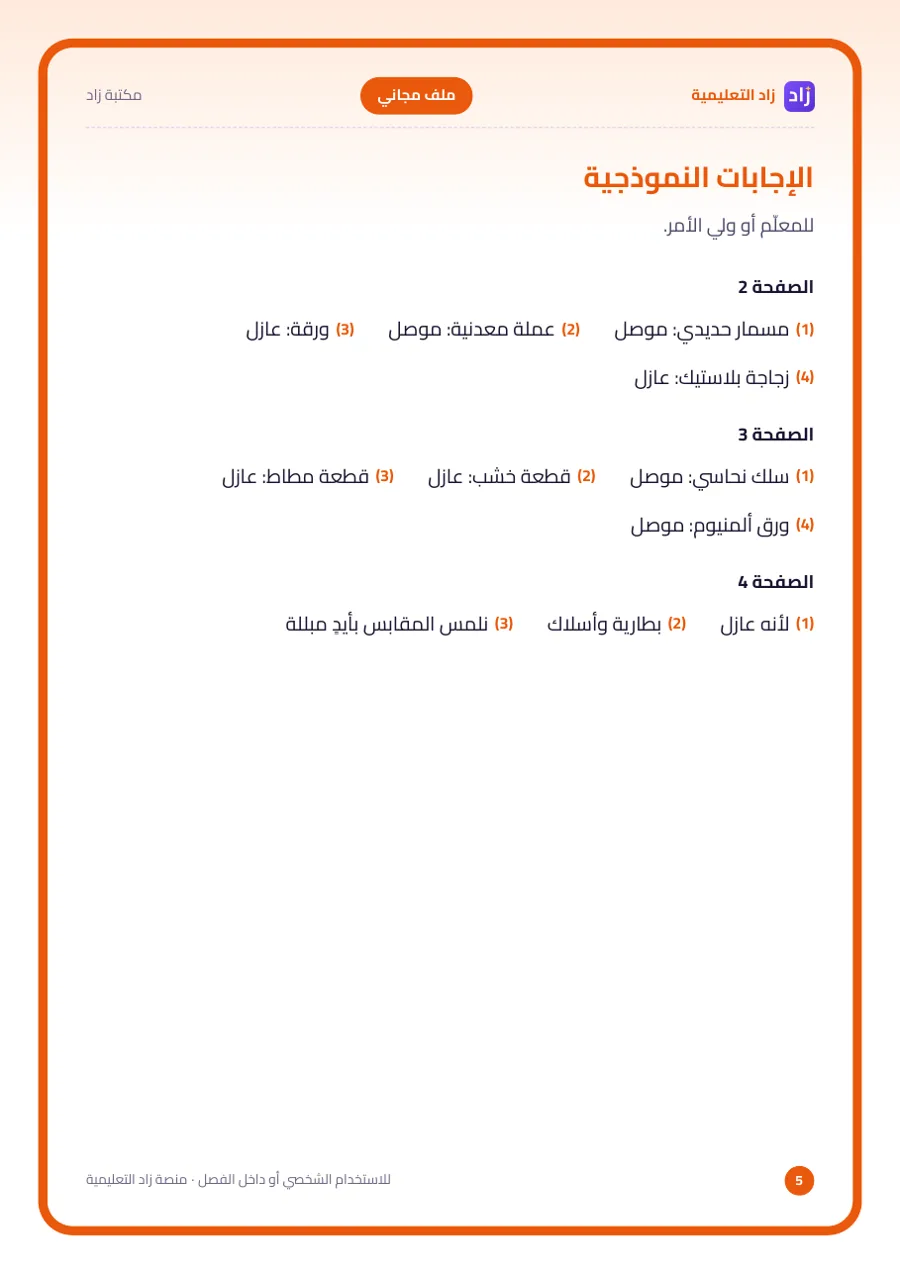 زاد
زاد التعليمية
ملف مجاني
مكتبة زاد
الإجابات النموذجية
للمعلّم أو ولي الأمر.
الصفحة 2
(1) مسمار حديدي: موصل (2) عملة معدنية: موصل (3) ورقة: عازل
(4) زجاجة بلاستيك: عازل
الصفحة 3
(1) سلك نحاسي: موصل (2) قطعة خشب: عازل (3) قطعة مطاط: عازل
(4) ورق ألمنيوم: موصل
الصفحة 4
(1) لأنه عازل (2) بطارية وأسلاك (3) نلمس المقابس بأيدٍ مبللة
5
للاستخدام الشخصي أو داخل الفصل · منصة زاد التعليمية